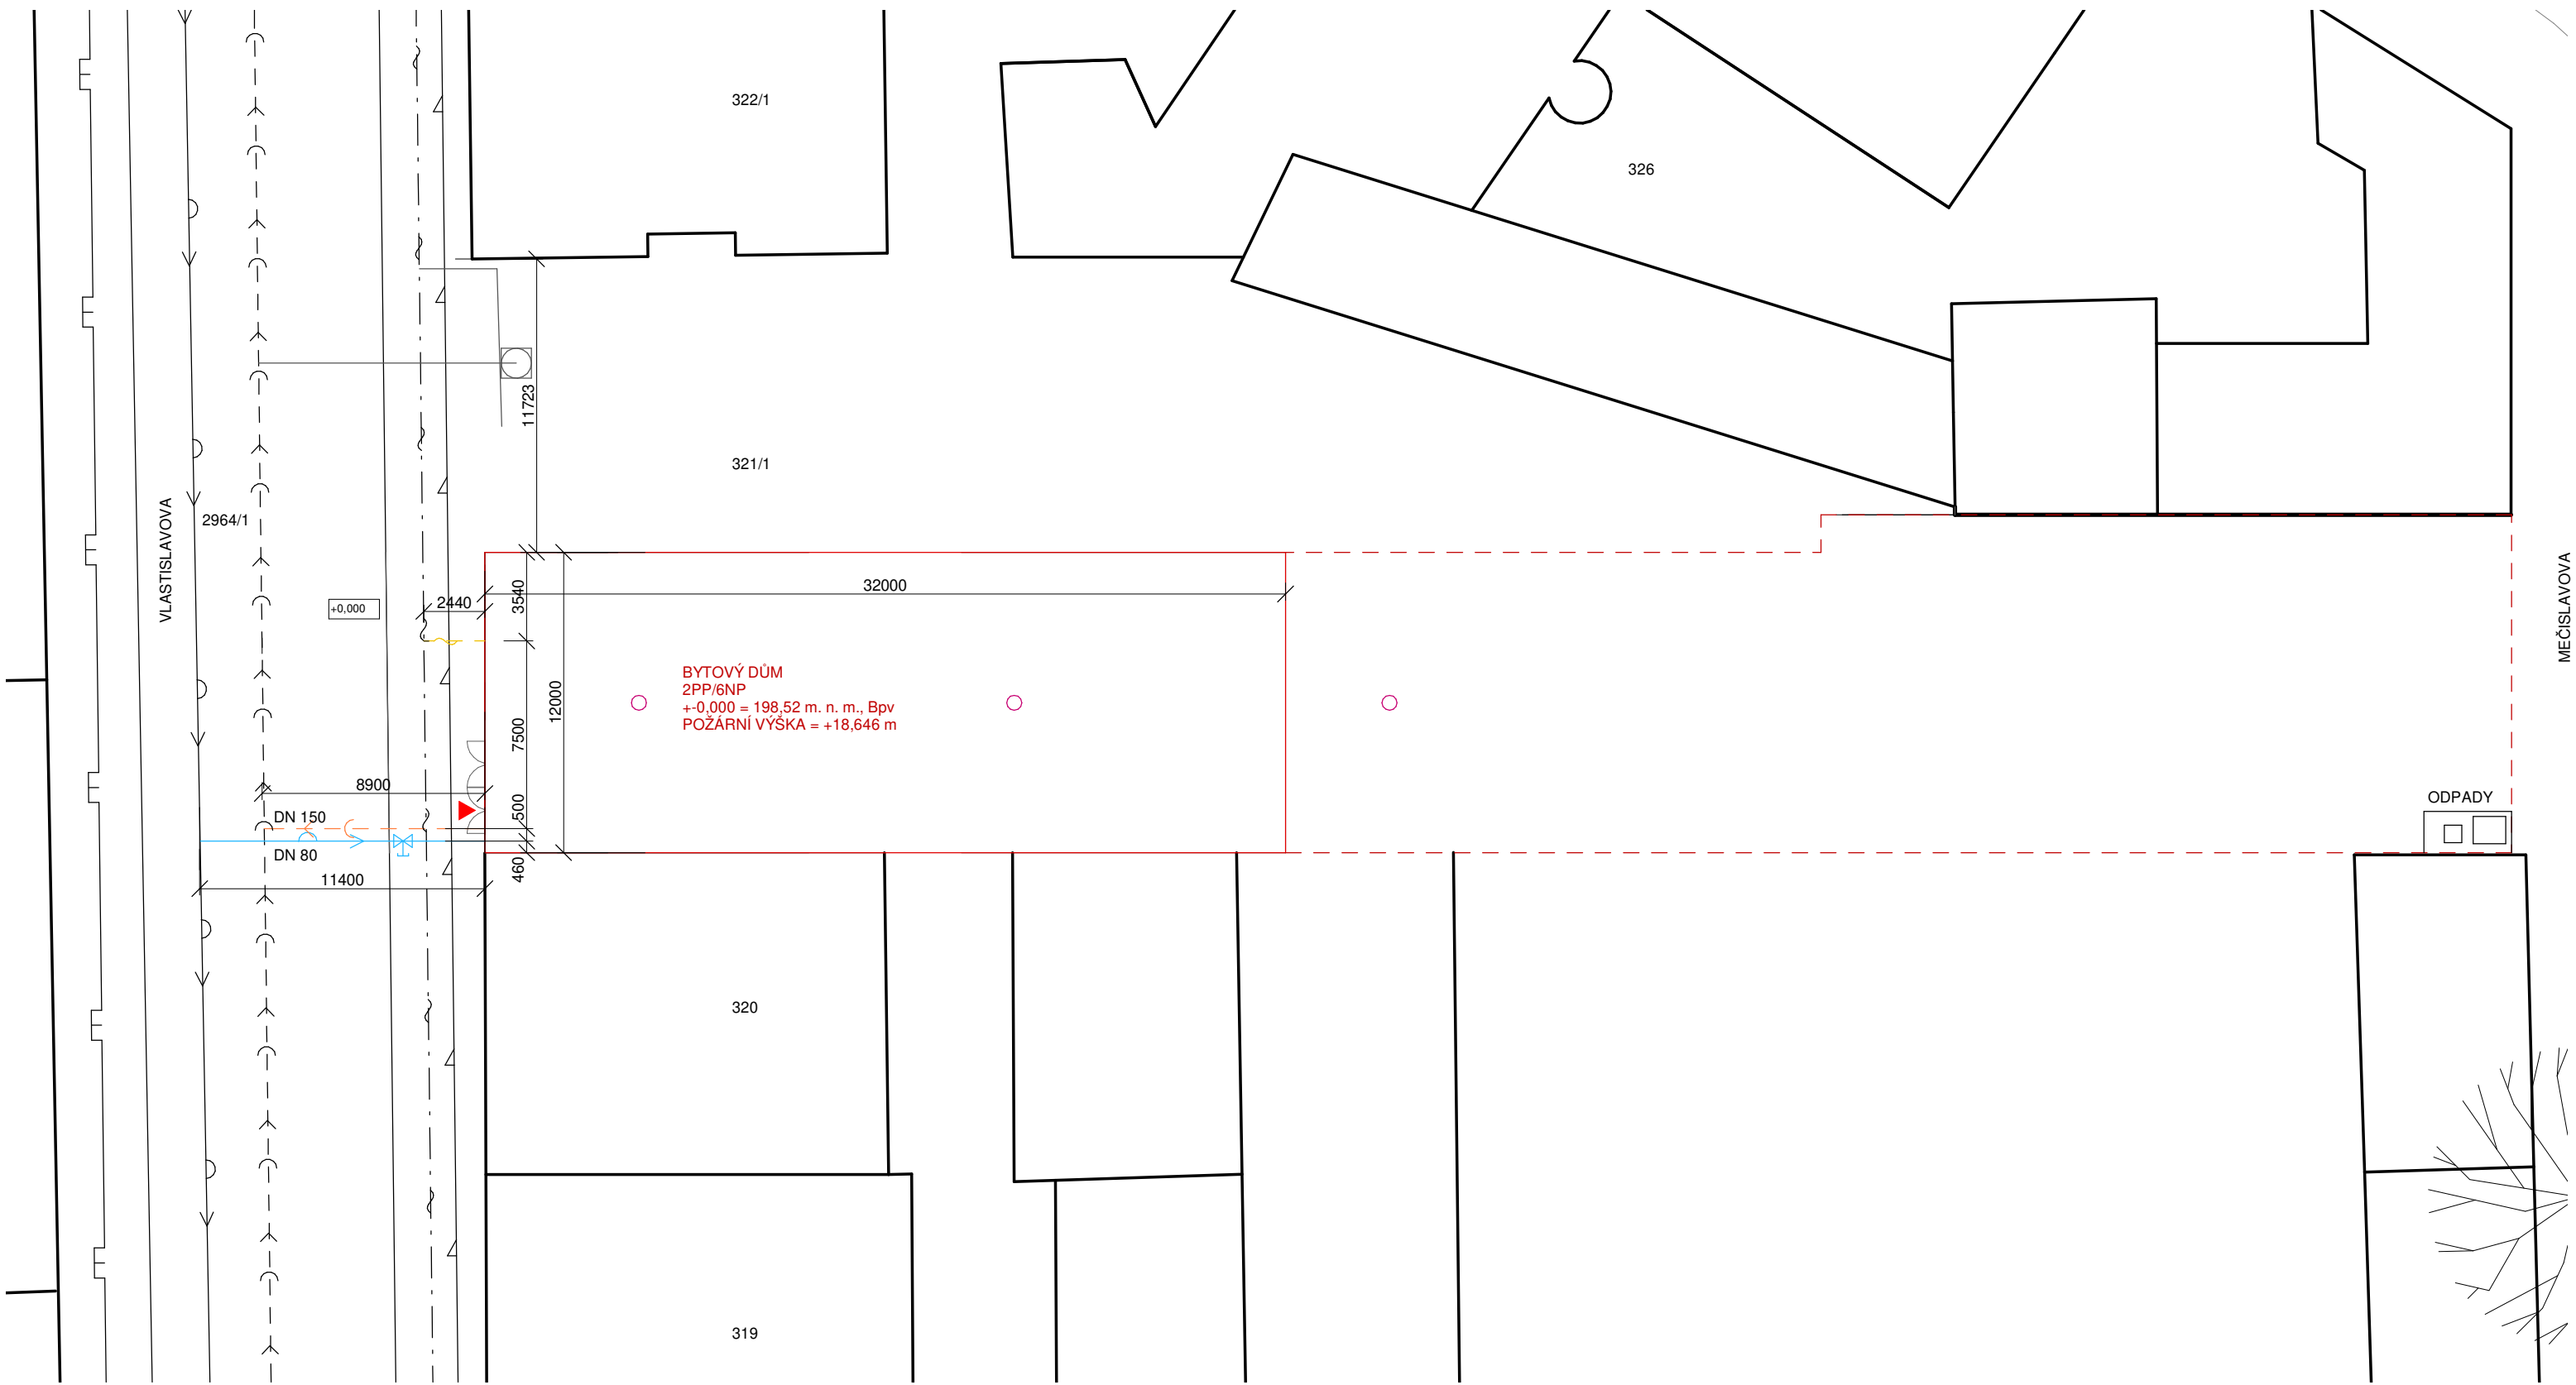 322/1
326
11723
321/1
VLASTISLAVOVA
2964/1
MEČISLAVOVA
+0,000
2440
3540
32000
12000
7500
BYTOVÝ DŮM
2PP/6NP
+-0,000 = 198,52 m. n. m., Bpv
POŽÁRNÍ VÝŠKA = +18,646 m
8900
500
DN 150
DN 80
460
11400
ODPADY
320
319